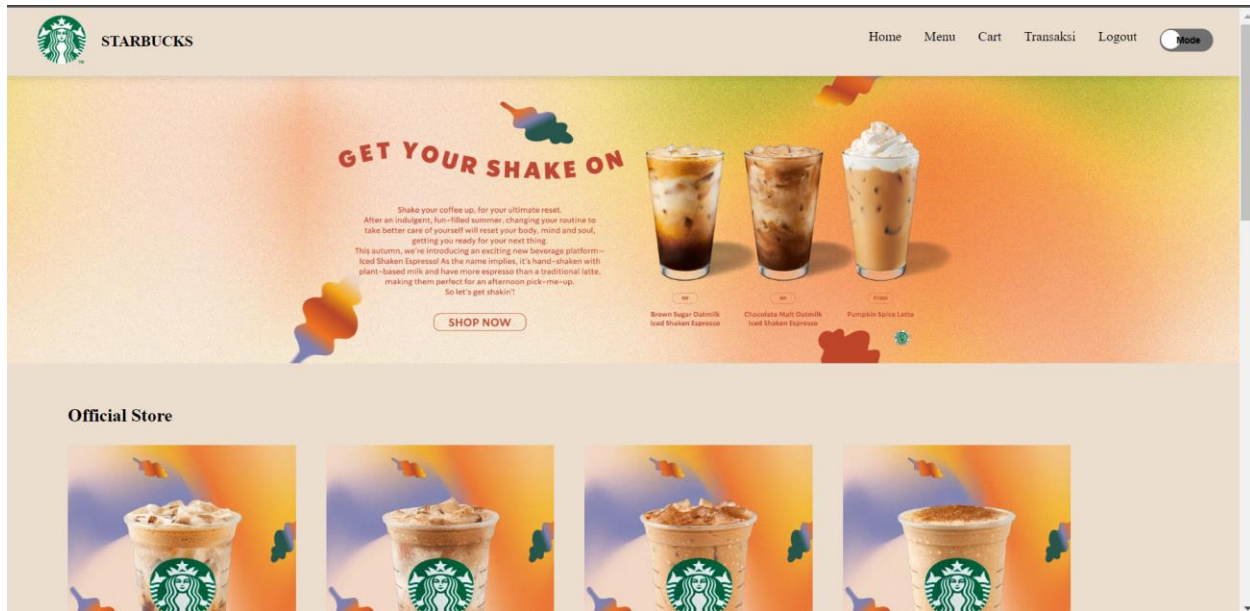 STARBUCKS
Home Menu Cart Transaksi Logout Mode
GET YOUR SHAKE ON
Shake your coffee up, for your ultimate reset.
After an indulgent, fun-filled summer, changing your routine to
take better care of yourself will reset your body, mind and soul,
getting you ready for your next thing.
This autumn, we're introducing an exciting new beverage platform—
Iced Shaken Espresso! As the name implies, it's hand-shaken with
plant-based milk and have more espresso than a traditional latte,
making them perfect for an afternoon pick-me-up.
So let's get shakin'!
SHOP NOW
Brown Sugar Oatmilk
Iced Shaken Espresso
Chocolate Malt Oatmilk
Iced Shaken Espresso
Pumpkin Spice Latte
Official Store